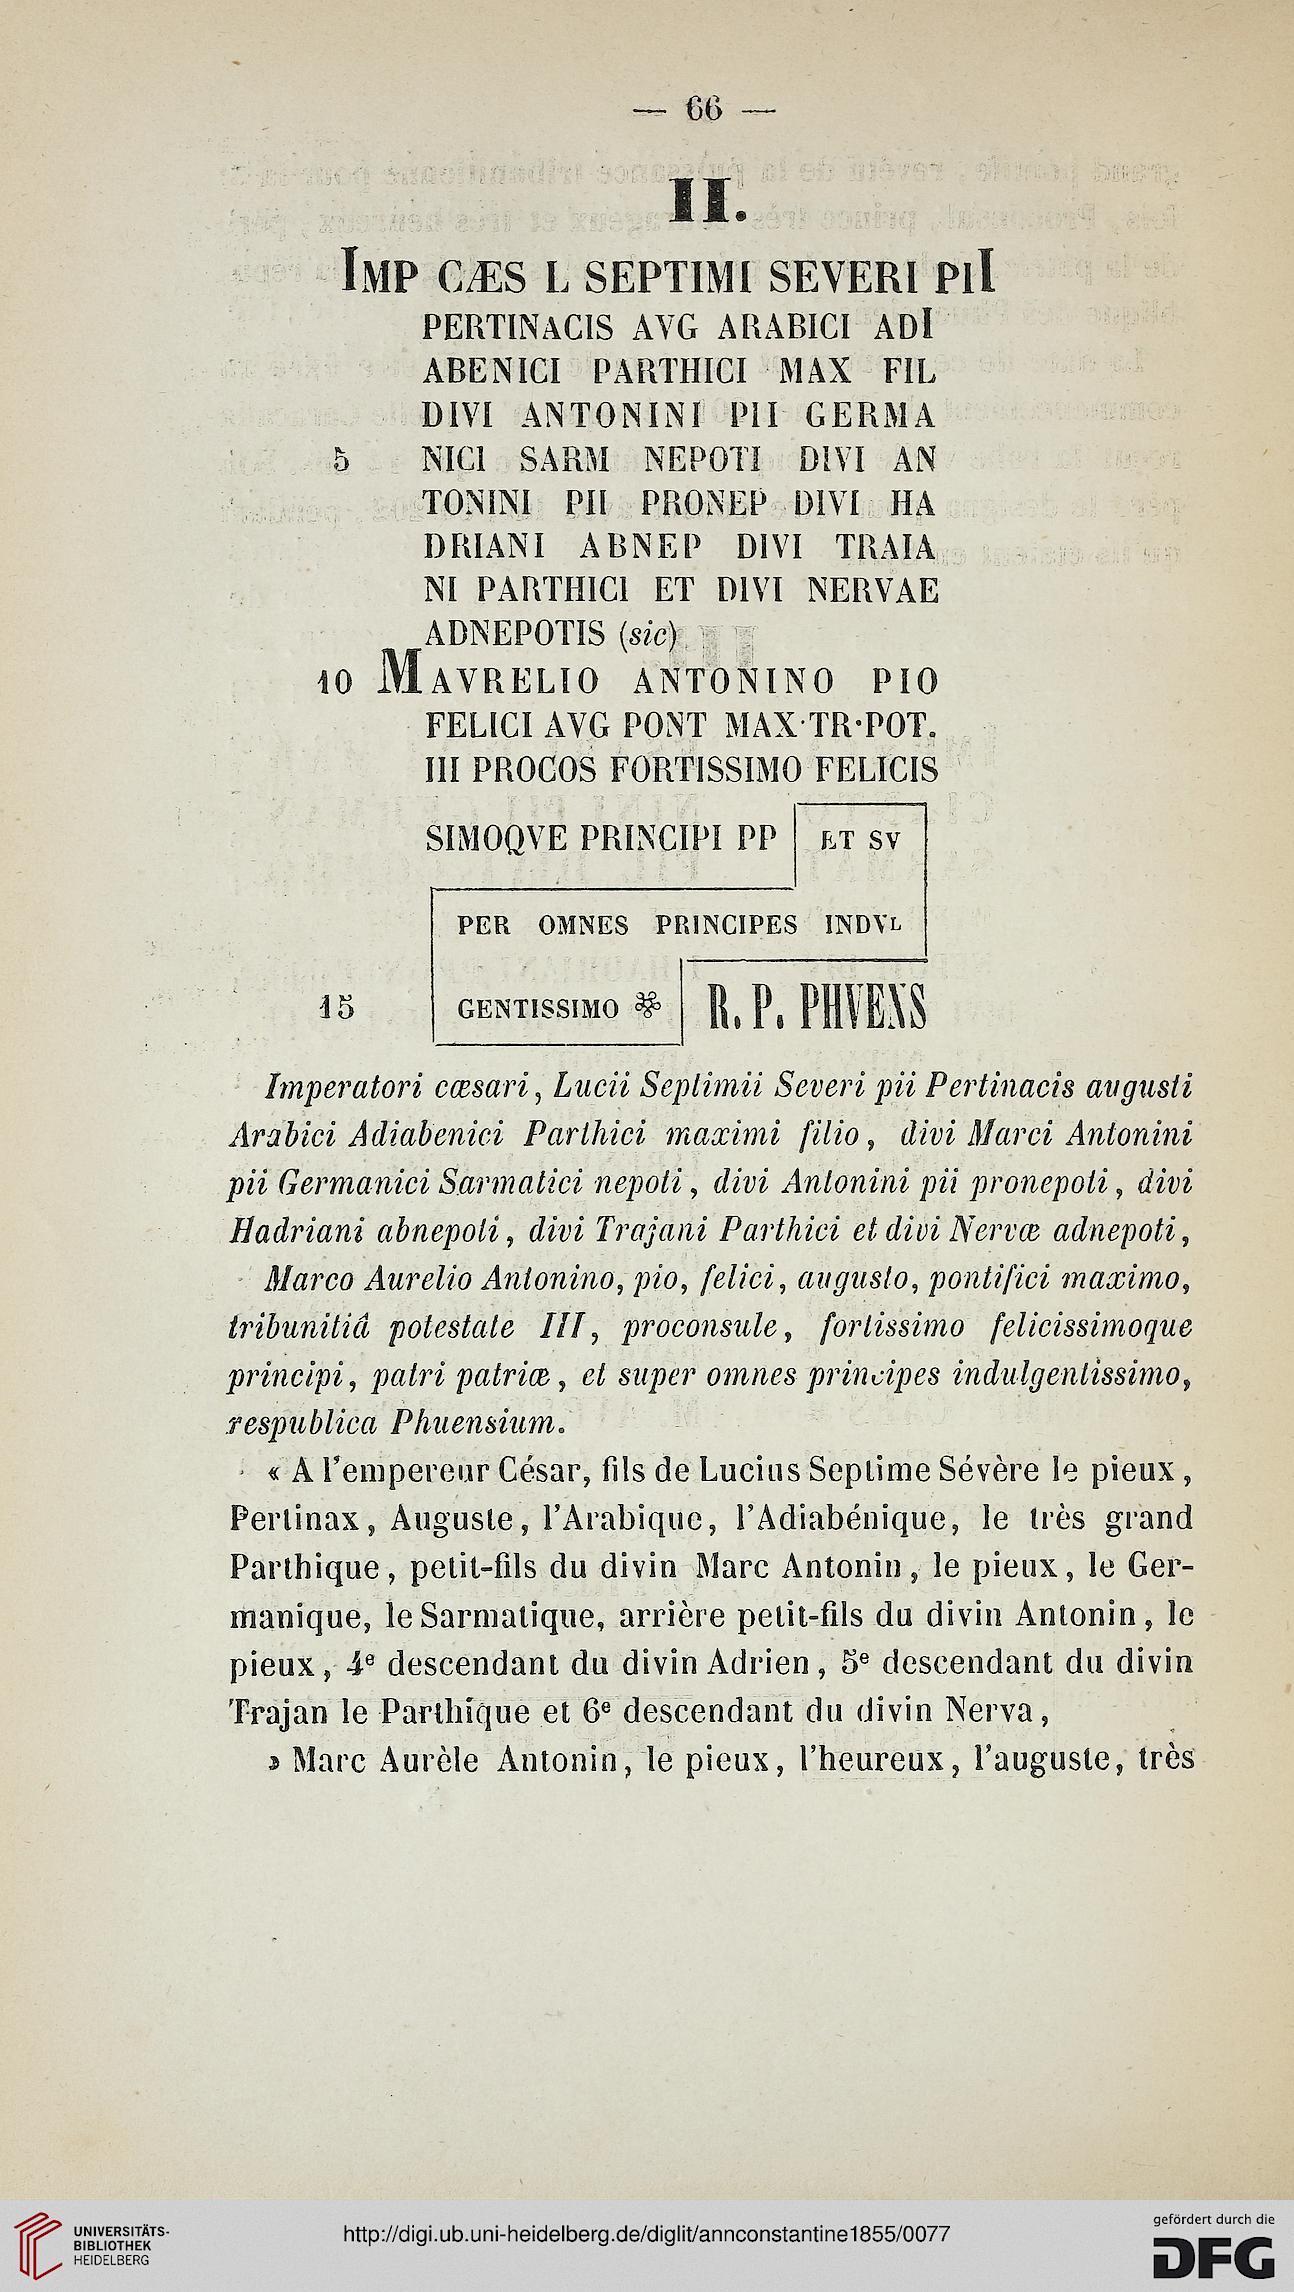 — 66 —
II.
IMP CÆS L SEPTIMI SEVERI PII
PERTINACIS AVG ARABICI ADI
ABENICI PARTHICI MAX FIL
DIVI ANTONINI PII GERMA
5 NICI SARM NEPOTI DIVI AN
TONINI PII PRONEP DIVI HA
DRIANI ABNEP DIVI TRAIA
NI PARTHICI ET DIVI NERVAE
ADNEPOTIS (sic)
10 MAVRELIO ANTONINO PIO
FELICI AVG PONT MAX·TR·POT.
III PROCOS FORTISSIMO FELICIS
SIMOQVE PRINCIPI PP ET SV
PER OMNES PRINCIPES INDVL
15 GENTISSIMO R. P. PHVENS
Imperatori cæsari, Lucii Septimii Severi pii Pertinacis augusti
Arabici Adiabenici Parthici maximi filio, divi Marci Antonini
pii Germanici Sarmatici nepoti, divi Antonini pii pronepoti, divi
Hadriani abnepoti, divi Trajani Parthici et divi Nervæ adnepoti,
Marco Aurelio Antonino, pio, felici, augusto, pontifici maximo,
tribunitiâ potestate III, proconsule, fortissimo felicissimoque
principi, patri patriæ, et super omnes principes indulgentissimo,
respublica Phuensium.
« A l'empereur César, fils de Lucius Septime Sévère le pieux,
Pertinax, Auguste, l'Arabique, l'Adiabénique, le très grand
Parthique, petit-fils du divin Marc Antonin, le pieux, le Ger-
manique, le Sarmatique, arrière petit-fils du divin Antonin, le
pieux, 4e descendant du divin Adrien, 5e descendant du divin
Trajan le Parthique et 6e descendant du divin Nerva,
» Marc Aurèle Antonin, le pieux, l'heureux, l'auguste, très
UNIVERSITÄTS-
BIBLIOTHEK
HEIDELBERG
http://digi.ub.uni-heidelberg.de/diglit/annconstantine1855/0077
gefördert durch die
DFG